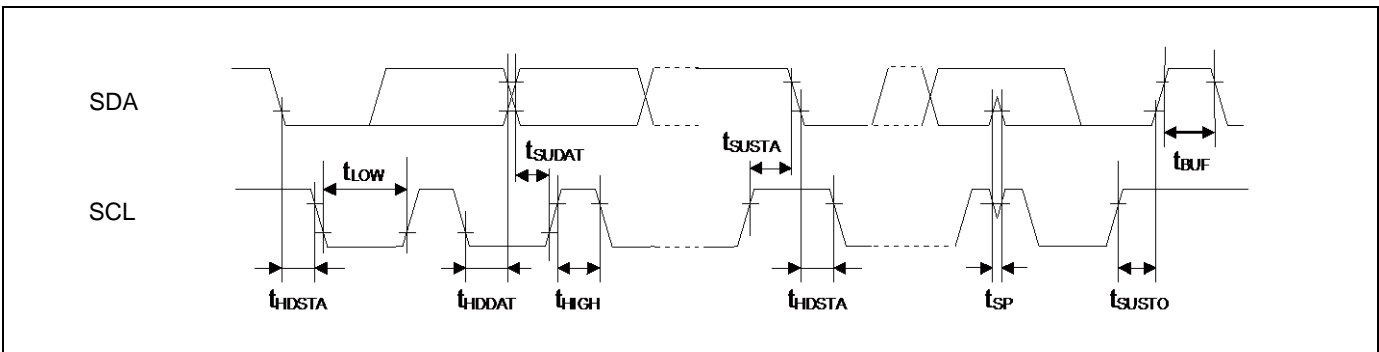 SDA
tSUDAT
tSUSTA
tBUF
tLOW
SCL
tHDSTA
tHDDAT
tHIGH
tHDSTA
tSP
tSUSTO